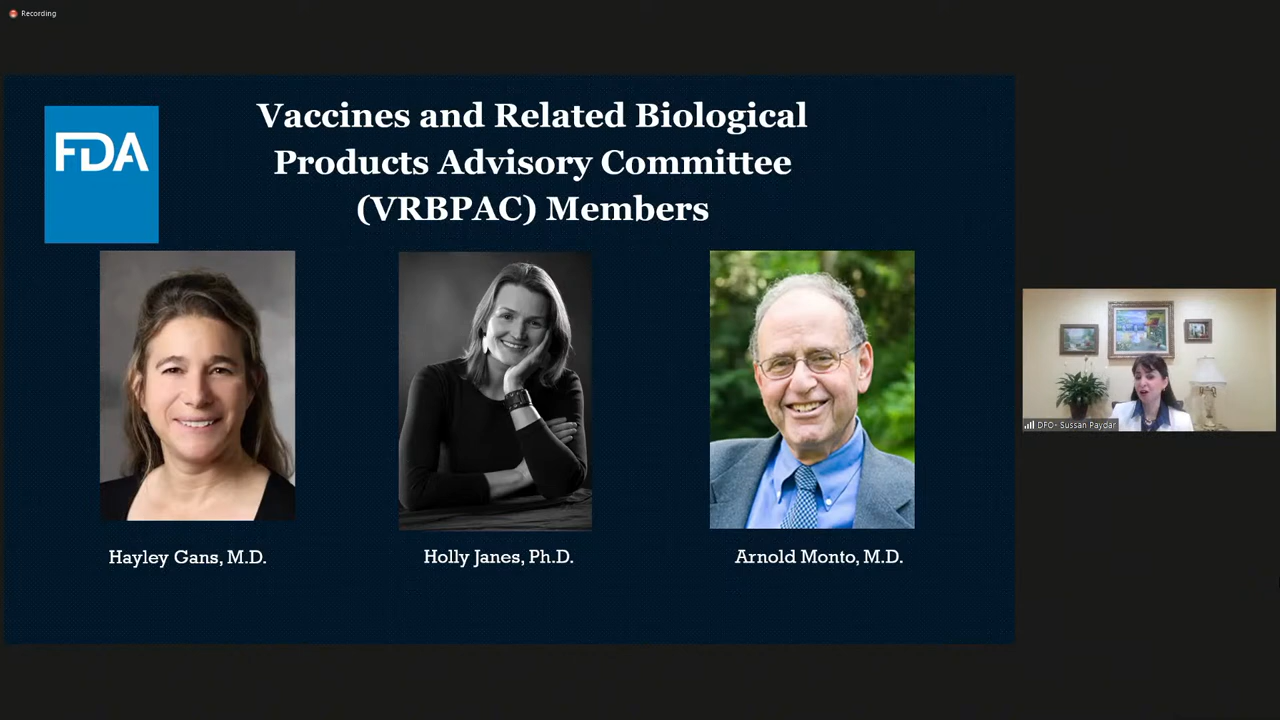 Recording
FDA
Vaccines and Related Biological
Products Advisory Committee
(VRBPAC) Members
Hayley Gans, M.D.
Holly Janes, Ph.D.
Arnold Monto, M.D.
DFO- Sussan Paydar